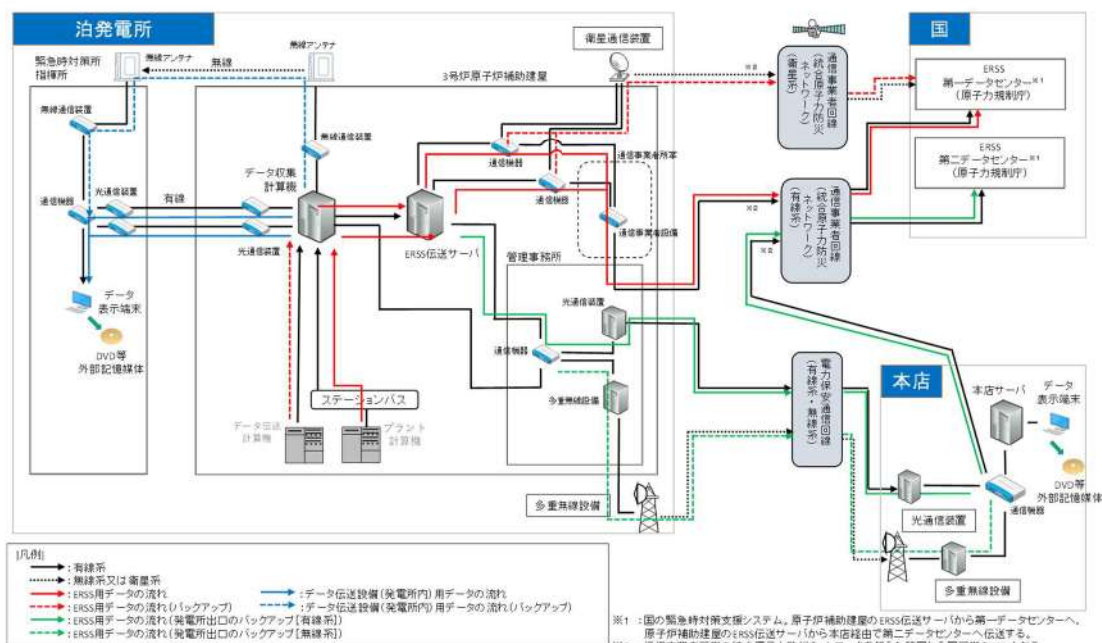 泊発電所
緊急時対策所
指揮所
無線アンテナ
無線
無線アンテナ
3号炉原子炉補助建屋
衛星通信装置
※2
通信事業者回線
(統合原子力防災
ネットワーク)
(衛星系)
国
ERSS
第一データセンター※1
(原子力規制庁)
ERSS
第二データセンター※1
(原子力規制庁)
無線通信装置
無線通信装置
データ収集
計算機
通信機器
通信機器
通信事業者所掌
通信事業者設備
※2
通信事業者回線
(統合原子力防災
ネットワーク)
(有線系)
※2
通信機器
光通信装置
有線
光通信装置
ERSS伝送サーバ
管理事務所
光通信装置
通信機器
多重無線設備
データ
表示端末
DVD等
外部記憶媒体
ステーションバス
データ伝送
計算機
プラント
計算機
多重無線設備
電力保安通信回線
(有線系・無線系)
本店
本店サーバ
データ
表示端末
DVD等
外部記憶媒体
通信機器
光通信装置
多重無線設備
[凡例]
:有線系
:無線系又は衛星系
:ERSS用データの流れ
:ERSS用データの流れ(バックアップ)
:ERSS用データの流れ(発電所出口のバックアップ[有線系])
:ERSS用データの流れ(発電所出口のバックアップ[無線系])
:データ伝送設備(発電所内)用データの流れ
:データ伝送設備(発電所内)用データの流れ(バックアップ)
※1 :国の緊急時対策支援システム。原子炉補助建屋のERSS伝送サーバから第一データセンターへ、
原子炉補助建屋のERSS伝送サーバから本店経由で第二データセンターへ伝送する。